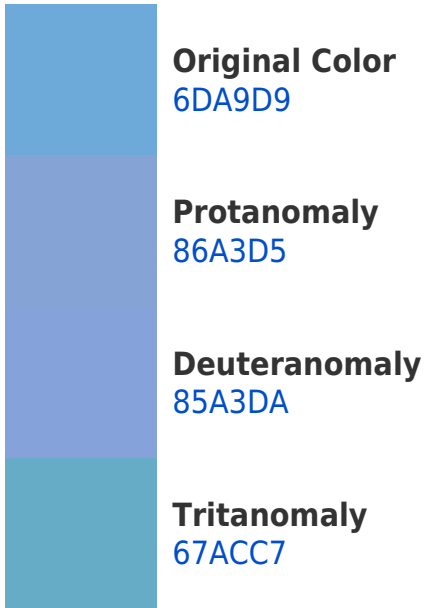 Original Color
6DA9D9
Protanomaly
86A3D5
Deuteranomaly
85A3DA
Tritanomaly
67ACC7